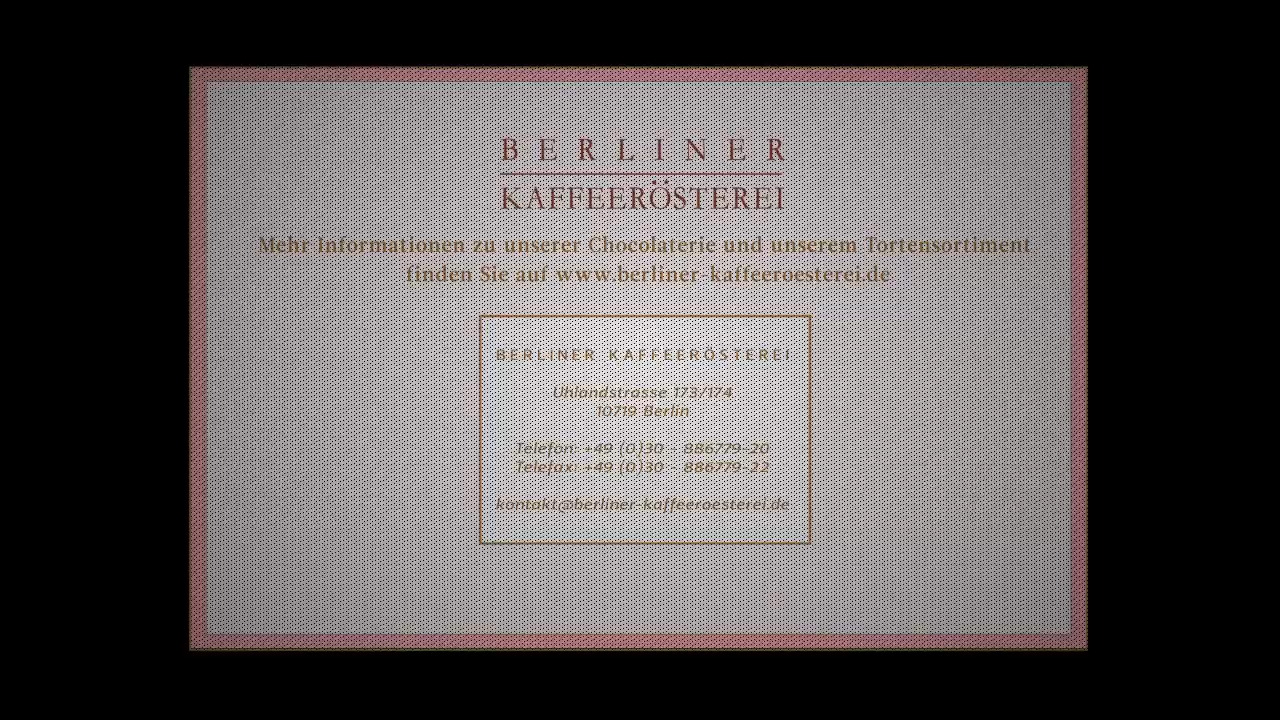 BERLINER
KAFFEERÖSTEREI
Mehr Informationen zu unserer Chocolaterie und unserem Tortensortiment
finden Sie auf www.berliner-kaffeeroesterei.de
BERLINER KAFFEERÖSTEREI
Uhlandstrasse 173/174
10719 Berlin
Telefon: +49 (0)30 - 886779-20
Telefax: +49 (0)30 - 886779-22
kontakt@berliner-kaffeeroesterei.de